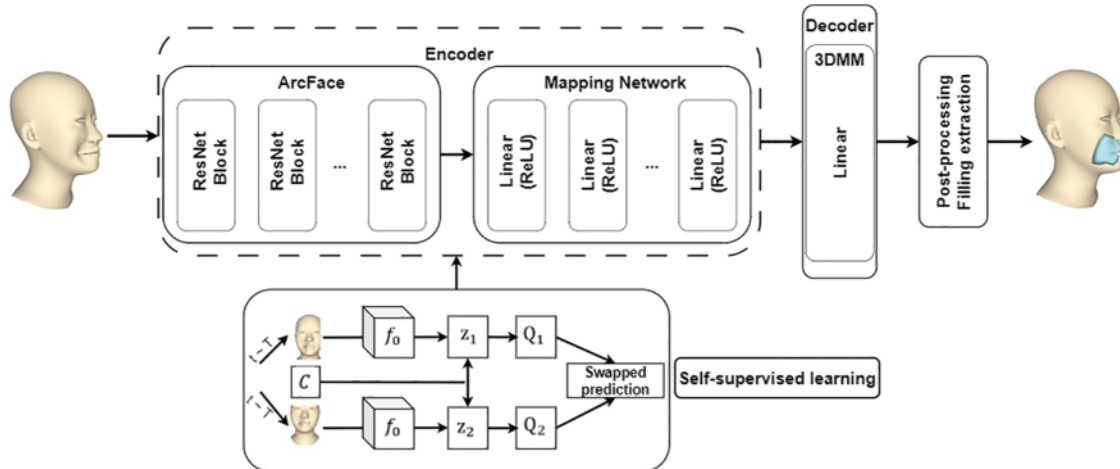 Encoder
ArcFace
ResNet
Block
ResNet
Block
...
ResNet
Block
Mapping Network
Linear
(ReLU)
Linear
(ReLU)
...
Linear
(ReLU)
Decoder
3DMM
Linear
Post-processing
Filling extraction
t ~ T
f₀
z₁
Q₁
C
Swapped
prediction
t ~ T
f₀
z₂
Q₂
Self-supervised learning